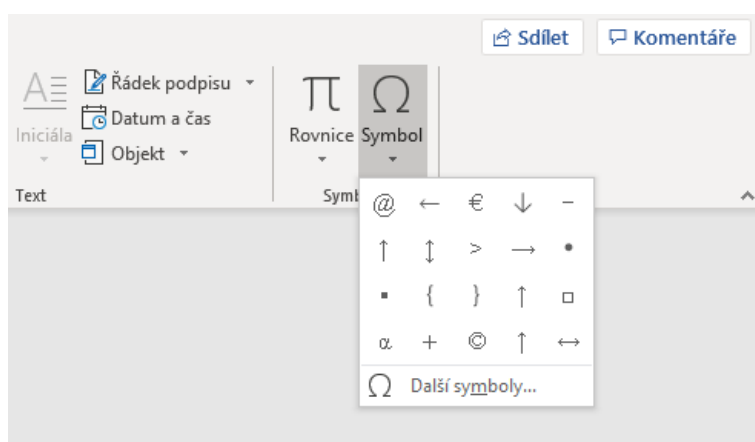 Sdílet Komentáře
Řádek podpisu
Datum a čas
Iniciála
Objekt
Rovnice Symbol
Text
Symb
@ ← € ↓ −
↑ ↕ > → •
▪ { } ↑ □
α + © ↑ ↔
Ω Další symboly...